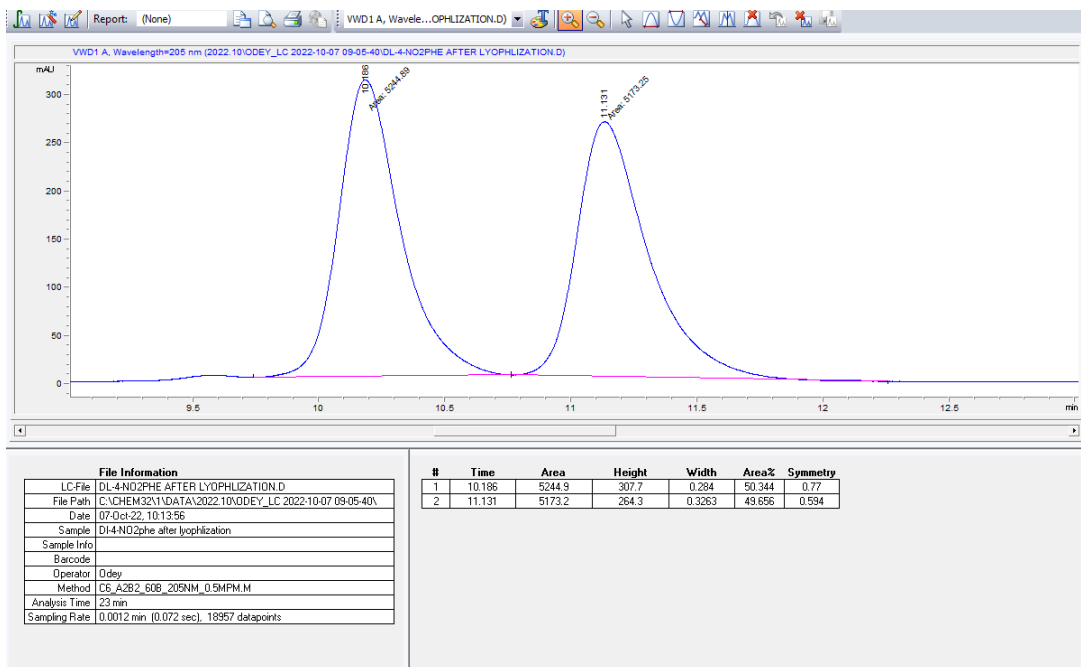 Report: (None) VWD1 A, Wavele...OPHLIZATION.D)
VWD1 A, Wavelength=205 nm (2022.10\ODEY_LC 2022-10-07 09-05-40\DL-4-NO2PHE AFTER LYOPHLIZATION.D)
mAU
300
250
200
150
100
50
0
10.186
Area: 5244.89
11.131
Area: 5173.25
9.5 10 10.5 11 11.5 12 12.5 min
File Information
LC-File DL-4-NO2PHE AFTER LYOPHLIZATION.D
File Path C:\CHEM32\1\DATA\2022.10\ODEY_LC 2022-10-07 09-05-40\
Date 07-Oct-22, 10:13:56
Sample Dl-4-NO2phe after lyophlization
Sample Info
Barcode
Operator Odey
Method C6_A2B2_60B_205NM_0.5MPM.M
Analysis Time 23 min
Sampling Rate 0.0012 min (0.072 sec), 18957 datapoints
# Time Area Height Width Area% Symmetry
1 10.186 5244.9 307.7 0.284 50.344 0.77
2 11.131 5173.2 264.3 0.3263 49.656 0.594